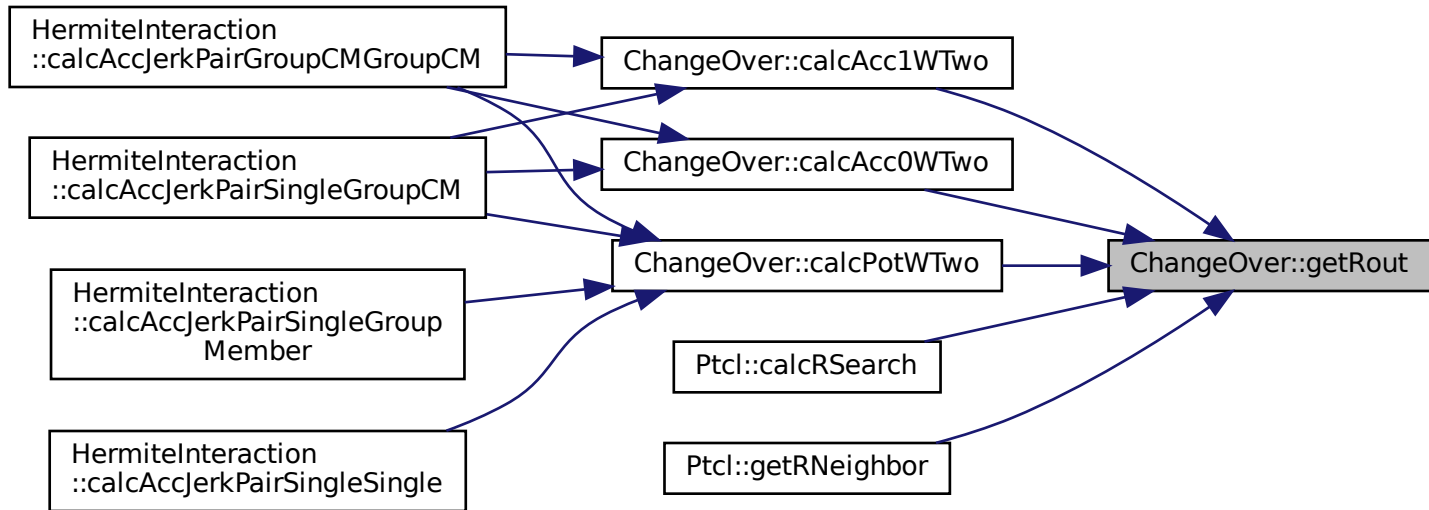 HermiteInteraction
::calcAccJerkPairGroupCMGroupCM
ChangeOver::calcAcc1WTwo
HermiteInteraction
::calcAccJerkPairSingleGroupCM
ChangeOver::calcAcc0WTwo
ChangeOver::calcPotWTwo
ChangeOver::getRout
HermiteInteraction
::calcAccJerkPairSingleGroup
Member
Ptcl::calcRSearch
HermiteInteraction
::calcAccJerkPairSingleSingle
Ptcl::getRNeighbor